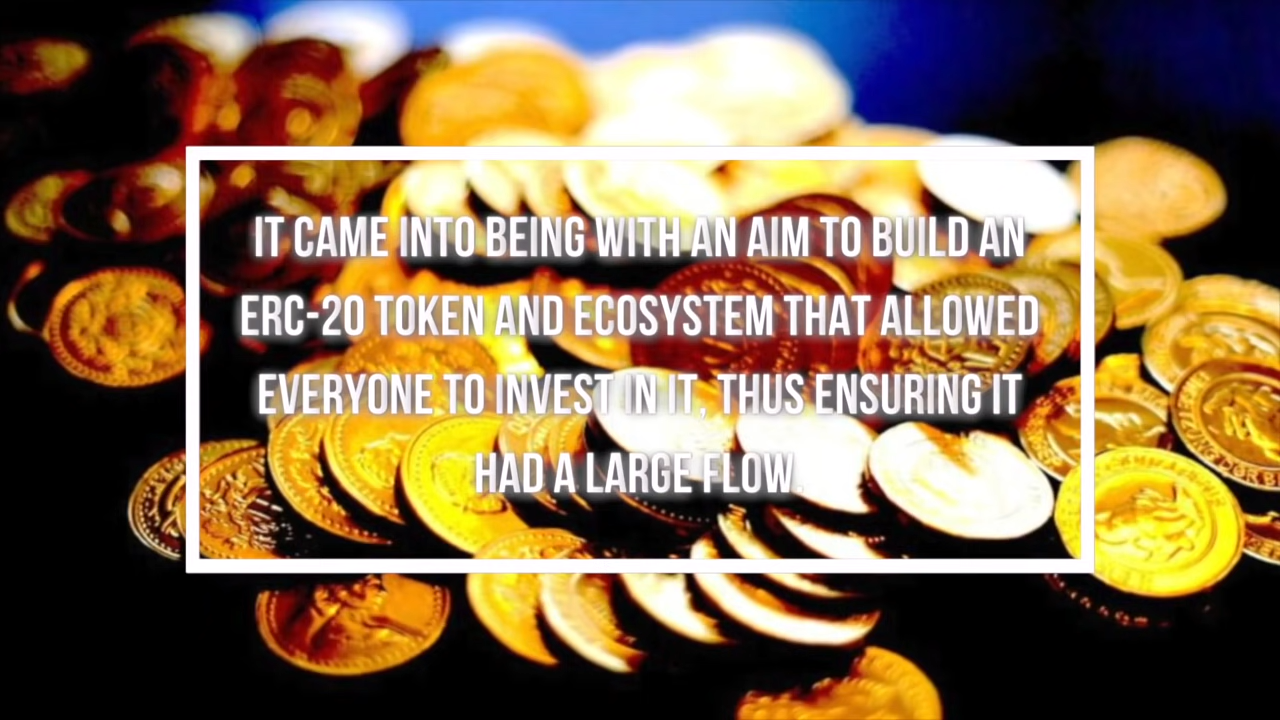 IT CAME INTO BEING WITH AN AIM TO BUILD AN
ERC-20 TOKEN AND ECOSYSTEM THAT ALLOWED
EVERYONE TO INVEST IN IT, THUS ENSURING IT
HAD A LARGE FLOW.